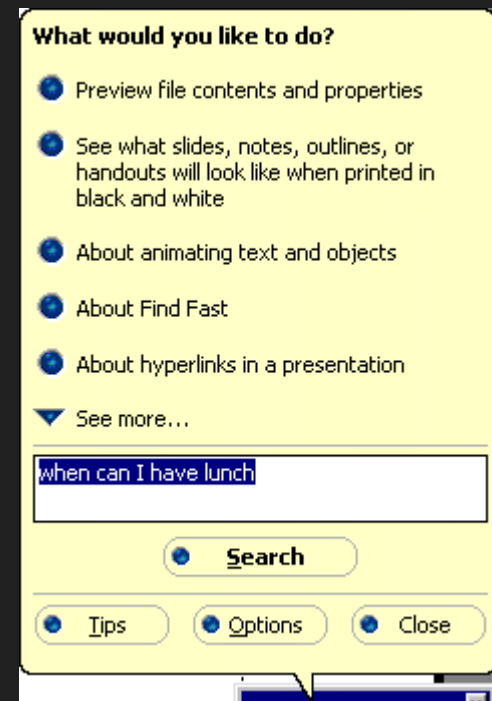 What would you like to do?
Preview file contents and properties
See what slides, notes, outlines, or
handouts will look like when printed in
black and white
About animating text and objects
About Find Fast
About hyperlinks in a presentation
See more...
when can I have lunch
Search
Tips Options Close